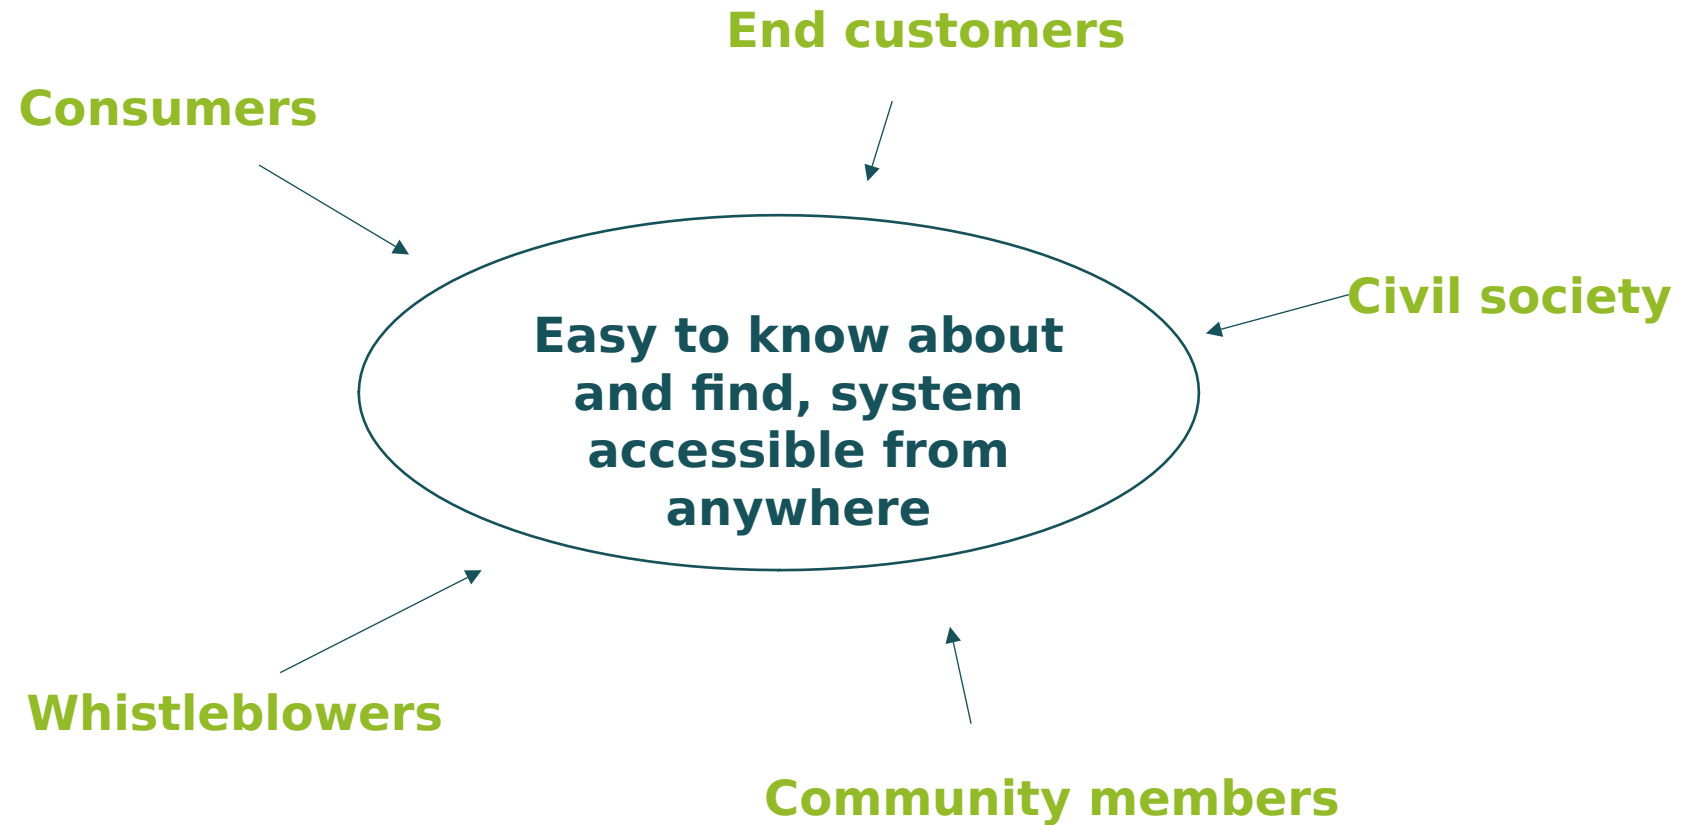 End customers
Consumers
Civil society
Easy to know about
and find, system
accessible from
anywhere
Whistleblowers
Community members